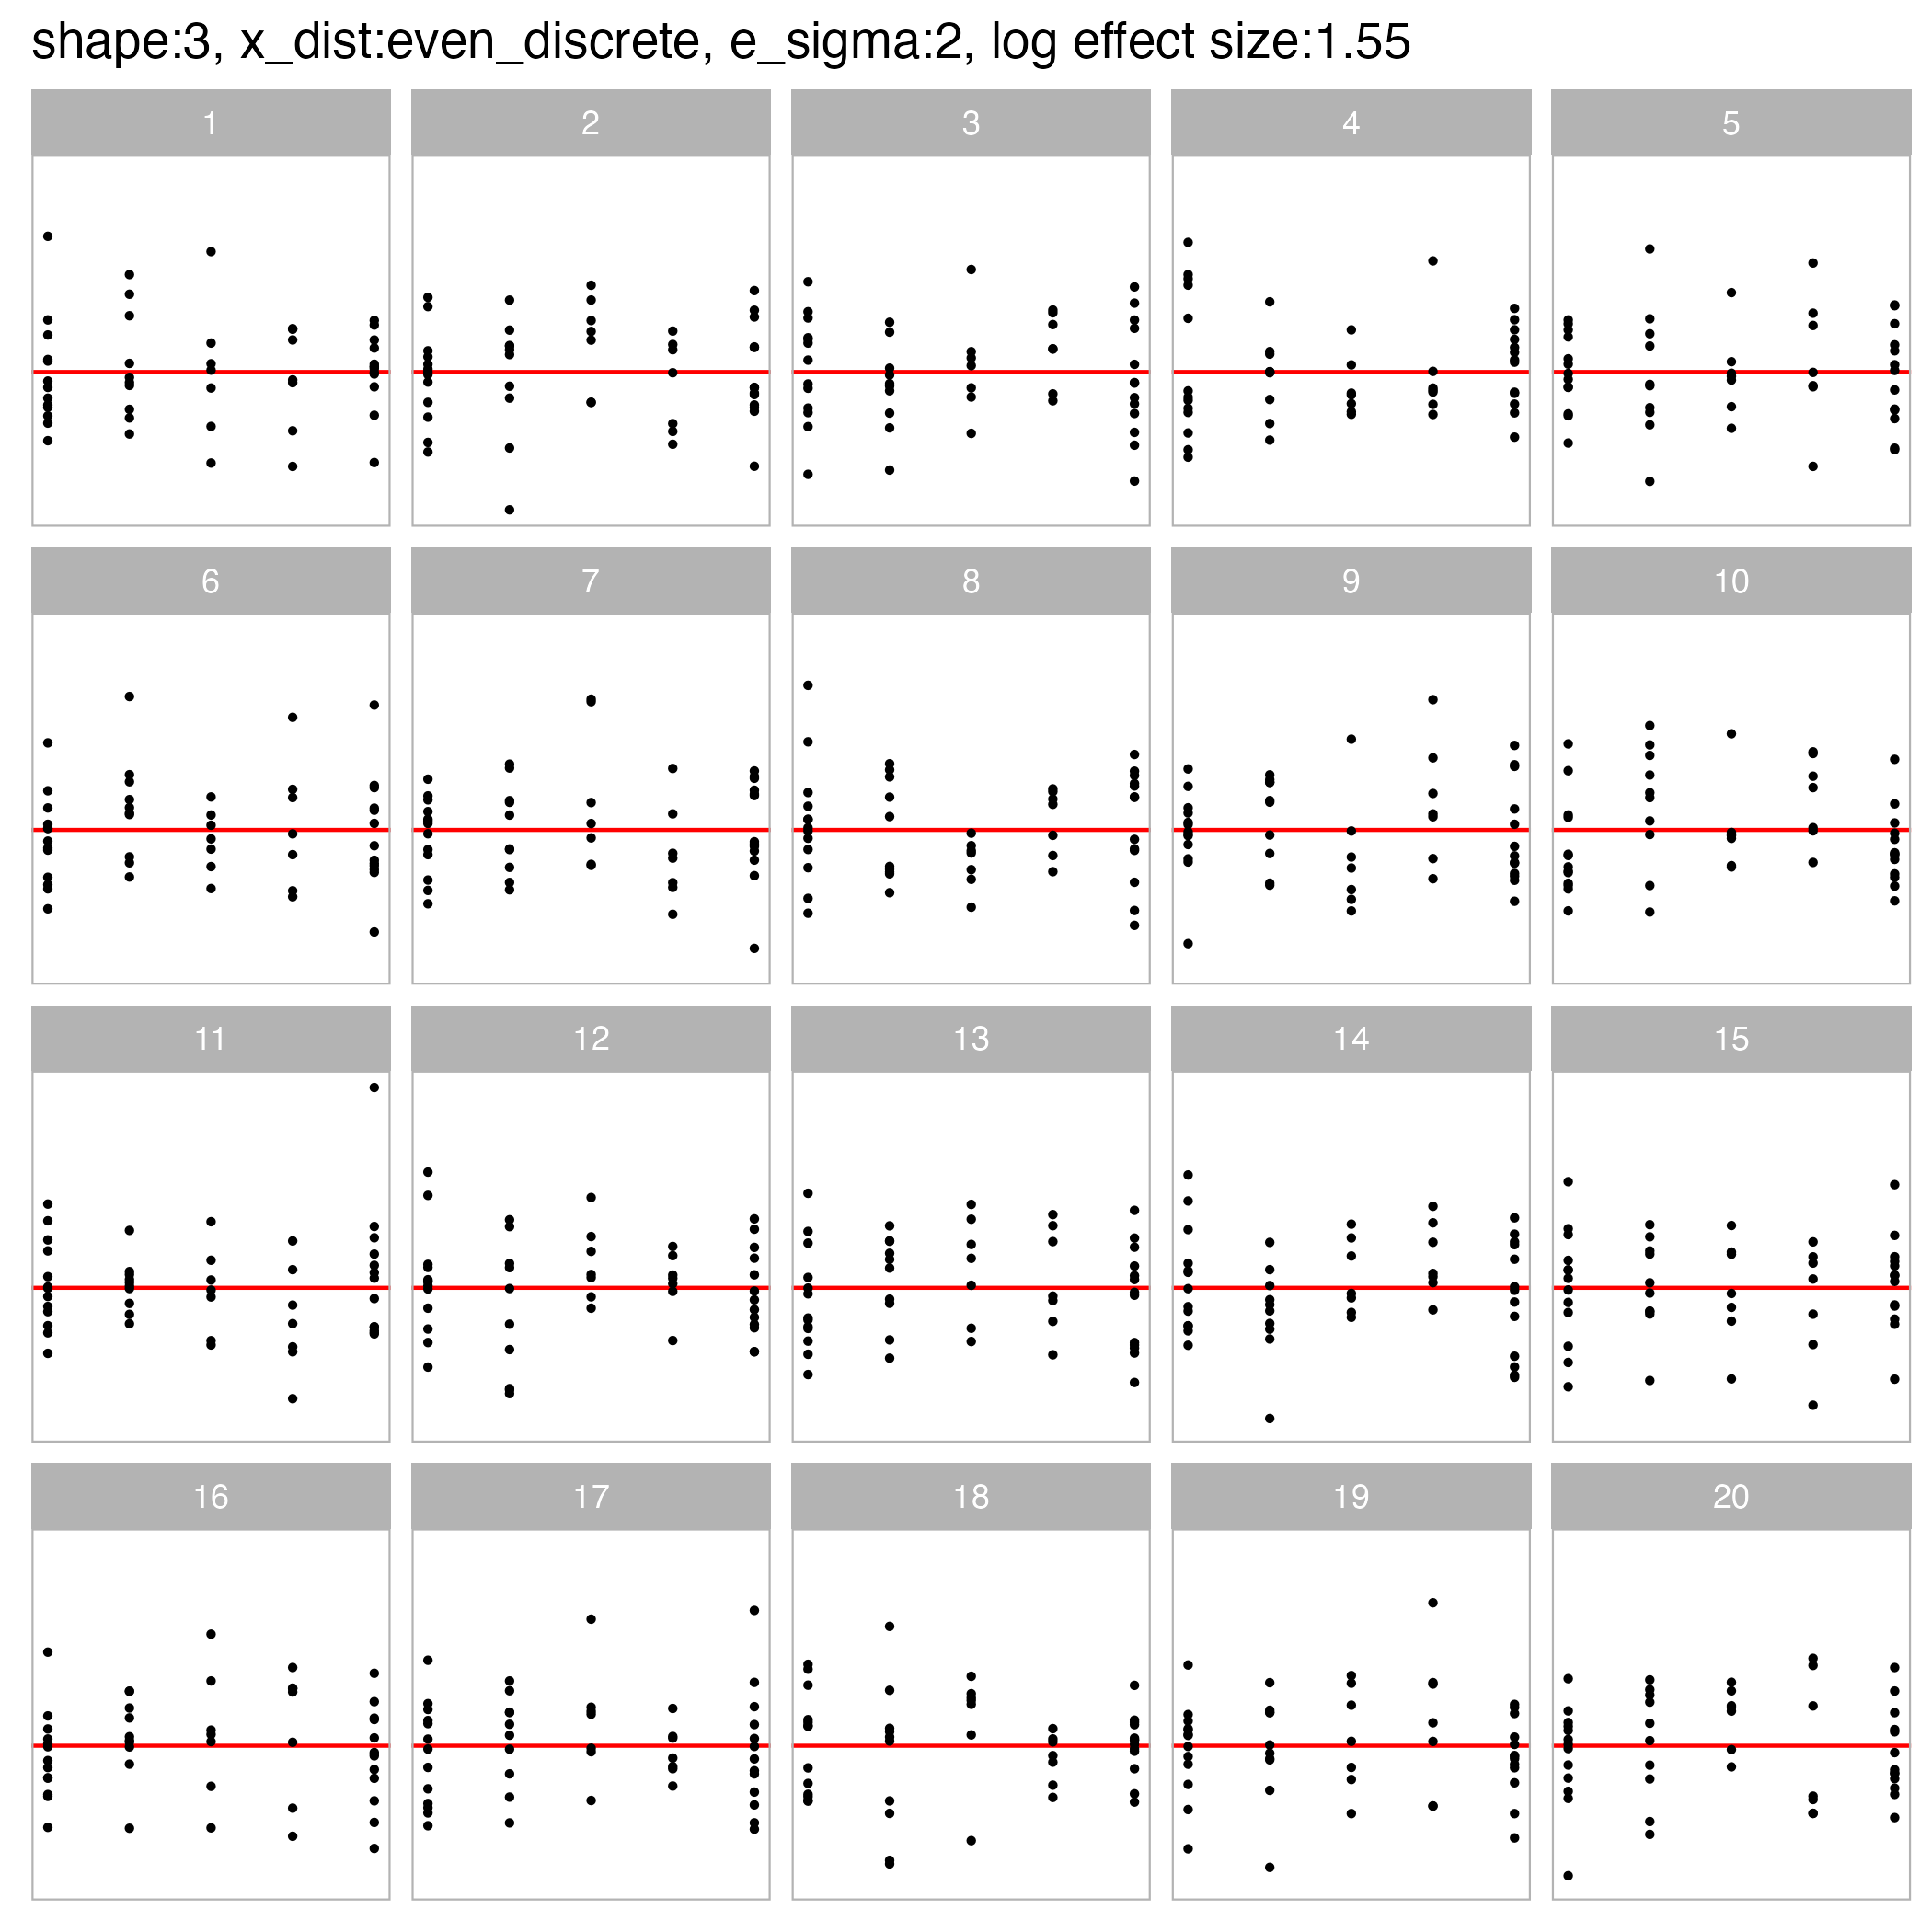 shape:3, x_dist:even_discrete, e_sigma:2, log effect size:1.55
1 2 3 4 5
6 7 8 9 10
11 12 13 14 15
16 17 18 19 20